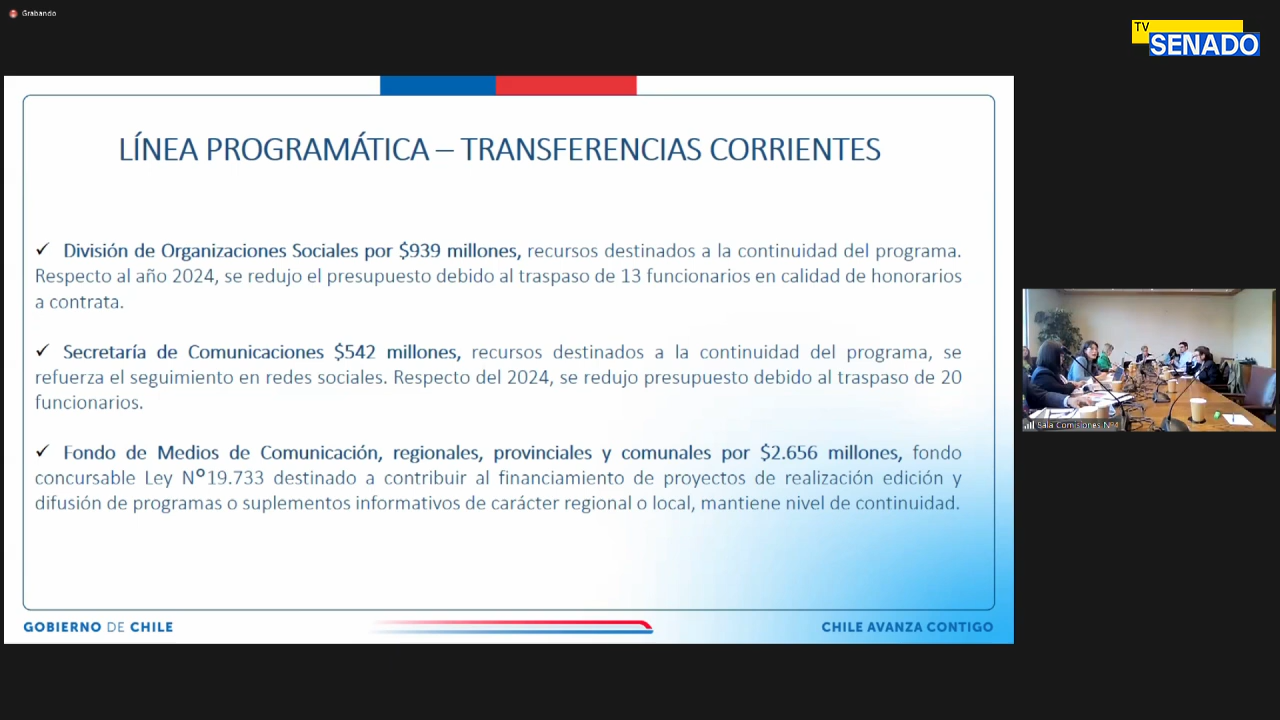 Grabando
TV
SENADO
LÍNEA PROGRAMÁTICA – TRANSFERENCIAS CORRIENTES
✓ División de Organizaciones Sociales por $939 millones, recursos destinados a la continuidad del programa.
Respecto al año 2024, se redujo el presupuesto debido al traspaso de 13 funcionarios en calidad de honorarios
a contrata.
✓ Secretaría de Comunicaciones $542 millones, recursos destinados a la continuidad del programa, se
refuerza el seguimiento en redes sociales. Respecto del 2024, se redujo presupuesto debido al traspaso de 20
funcionarios.
✓ Fondo de Medios de Comunicación, regionales, provinciales y comunales por $2.656 millones, fondo
concursable Ley N°19.733 destinado a contribuir al financiamiento de proyectos de realización edición y
difusión de programas o suplementos informativos de carácter regional o local, mantiene nivel de continuidad.
GOBIERNO DE CHILE
CHILE AVANZA CONTIGO
Sala Comisiones N°4